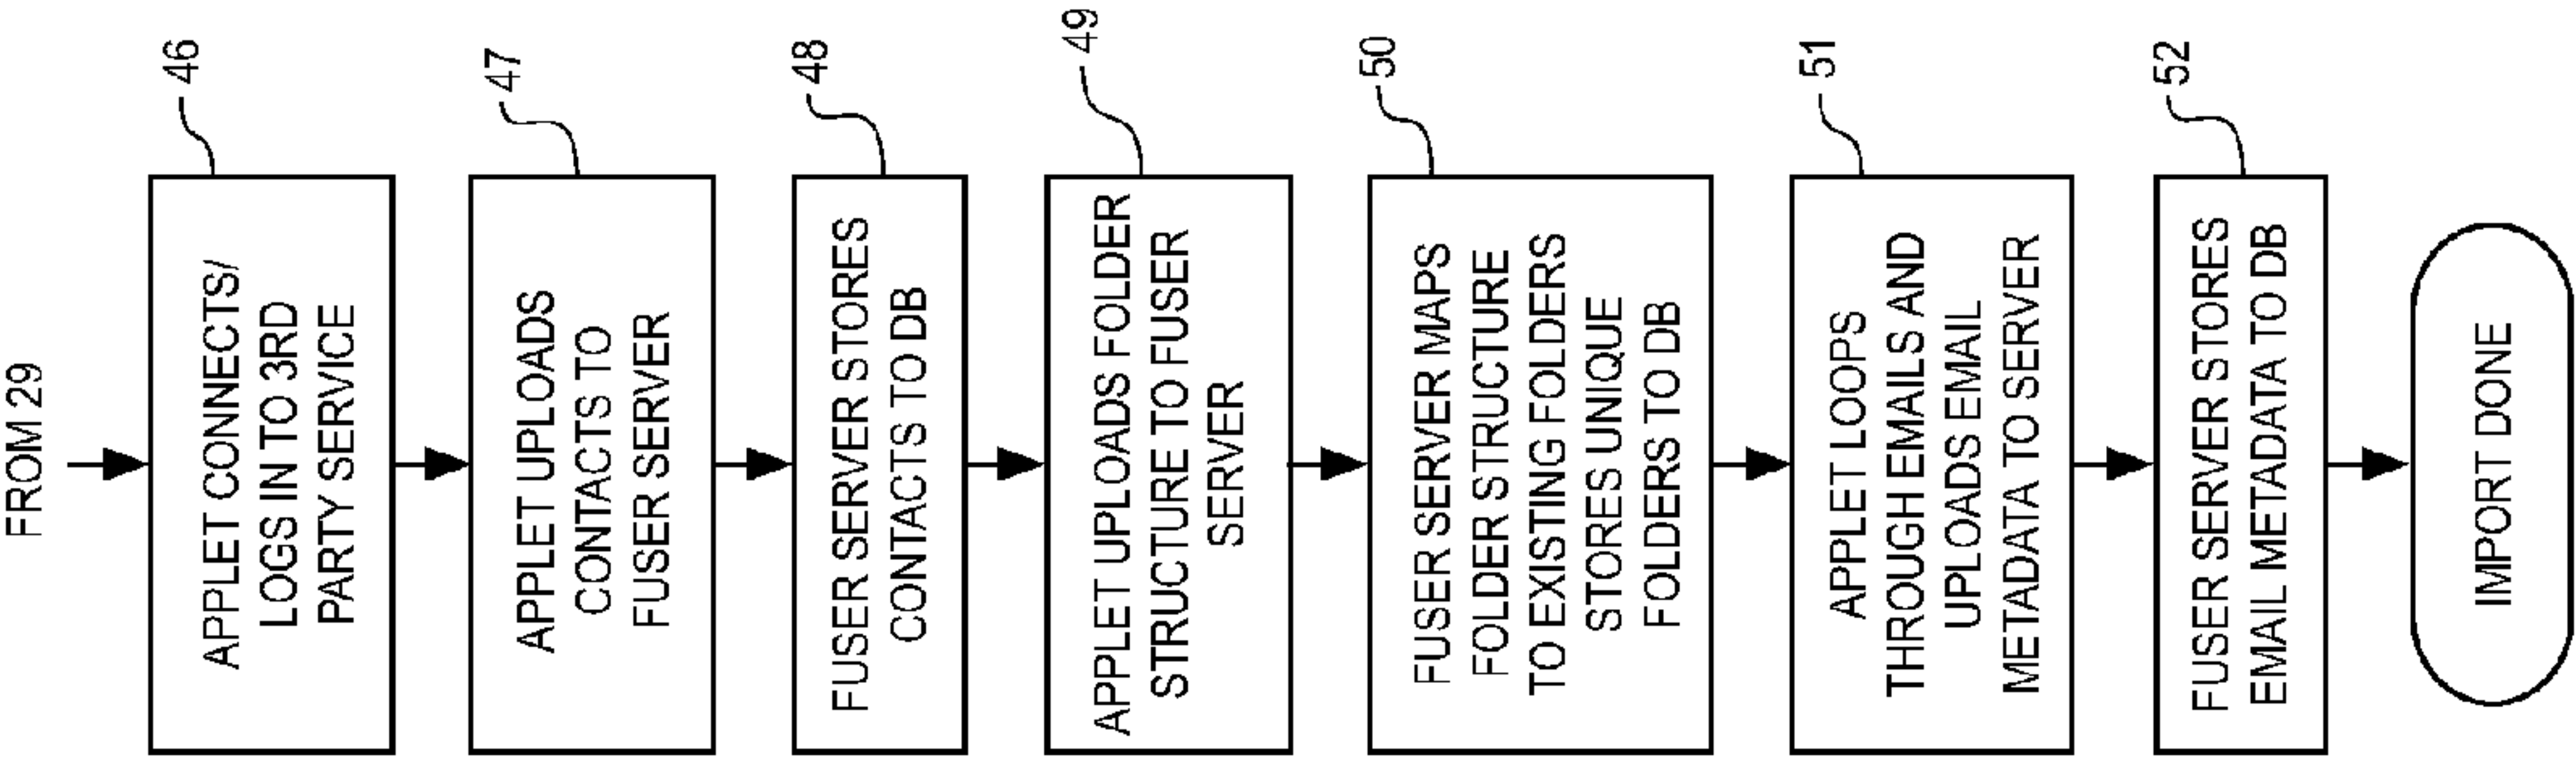 FROM 29
46
APPLET CONNECTS/
LOGS IN TO 3RD
PARTY SERVICE
47
APPLET UPLOADS
CONTACTS TO
FUSER SERVER
48
FUSER SERVER STORES
CONTACTS TO DB
49
APPLET UPLOADS FOLDER
STRUCTURE TO FUSER
SERVER
50
FUSER SERVER MAPS
FOLDER STRUCTURE
TO EXISTING FOLDERS
STORES UNIQUE
FOLDERS TO DB
51
APPLET LOOPS
THROUGH EMAILS AND
UPLOADS EMAIL
METADATA TO SERVER
52
FUSER SERVER STORES
EMAIL METADATA TO DB
IMPORT DONE